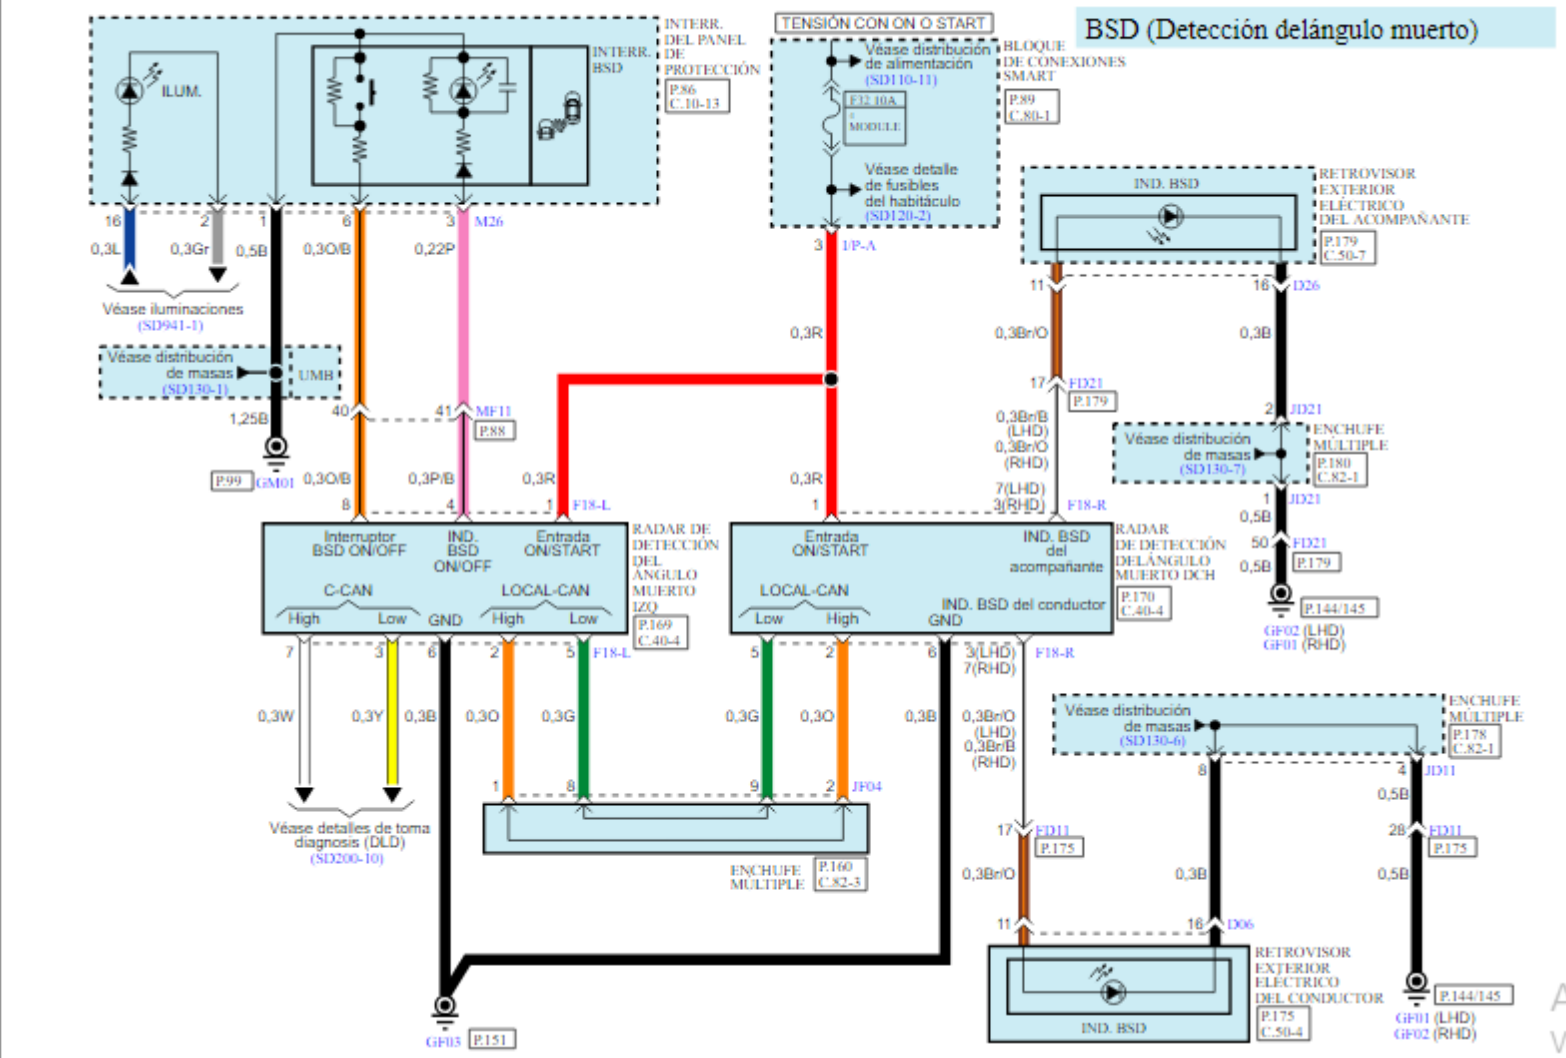 BSD (Detección delángulo muerto)
INTERR.
DEL PANEL
DE
PROTECCIÓN
P.86
C.10-13
INTERR.
BSD
ILUM.
16
2
1
6
3
M26
0,3L
0,3Gr
0,5B
0,3O/B
0,22P
Véase iluminaciones
(SD941-1)
Véase distribución
de masas
(SD130-1)
UMB
1,25B
P.99
GM01
40
41
MF11
P.88
0,3O/B
0,3P/B
0,3R
8
4
1
F18-L
TENSIÓN CON ON O START
Véase distribución
de alimentación
(SD110-11)
F32 10A
MODULE
Véase detalle
de fusibles
del habitáculo
(SD120-2)
BLOQUE
DE CONEXIONES
SMART
P.89
C.80-1
3
I/P-A
0,3R
0,3R
1
IND. BSD
RETROVISOR
EXTERIOR
ELÉCTRICO
DEL ACOMPAÑANTE
P.179
C.50-7
11
16
D26
0,3Br/O
0,3B
17
FD21
P.179
0,3Br/B
(LHD)
0,3Br/O
(RHD)
7(LHD)
3(RHD)
F18-R
2
JD21
Véase distribución
de masas
(SD130-7)
ENCHUFE
MÚLTIPLE
P.180
C.82-1
1
JD21
0,5B
50
FD21
P.179
0,5B
P.144/145
GF02 (LHD)
GF01 (RHD)
Interruptor
BSD ON/OFF
IND.
BSD
ON/OFF
Entrada
ON/START
C-CAN
LOCAL-CAN
High
Low
GND
High
Low
RADAR DE
DETECCIÓN
DEL
ÁNGULO
MUERTO
IZQ
P.169
C.40-4
Entrada
ON/START
IND. BSD
del
acompañante
LOCAL-CAN
IND. BSD del conductor
Low
High
GND
RADAR
DE DETECCIÓN
DELÁNGULO
MUERTO DCH
P.170
C.40-4
7
3
6
2
5
F18-L
5
2
6
3(LHD)
7(RHD)
F18-R
0,3W
0,3Y
0,3B
0,3O
0,3G
0,3G
0,3O
0,3B
0,3Br/O
(LHD)
0,3Br/B
(RHD)
Véase detalles de toma
diagnosis (DLD)
(SD200-10)
1
8
9
2
JF04
ENCHUFE
MÚLTIPLE
P.160
C.82-3
Véase distribución
de masas
(SD130-6)
ENCHUFE
MÚLTIPLE
P.178
C.82-1
8
4
JD11
0,5B
17
FD11
P.175
28
FD11
P.175
0,3Br/O
0,3B
0,5B
11
16
D06
IND. BSD
RETROVISOR
EXTERIOR
ELÉCTRICO
DEL CONDUCTOR
P.175
C.50-4
P.144/145
GF01 (LHD)
GF02 (RHD)
GF03
P.151